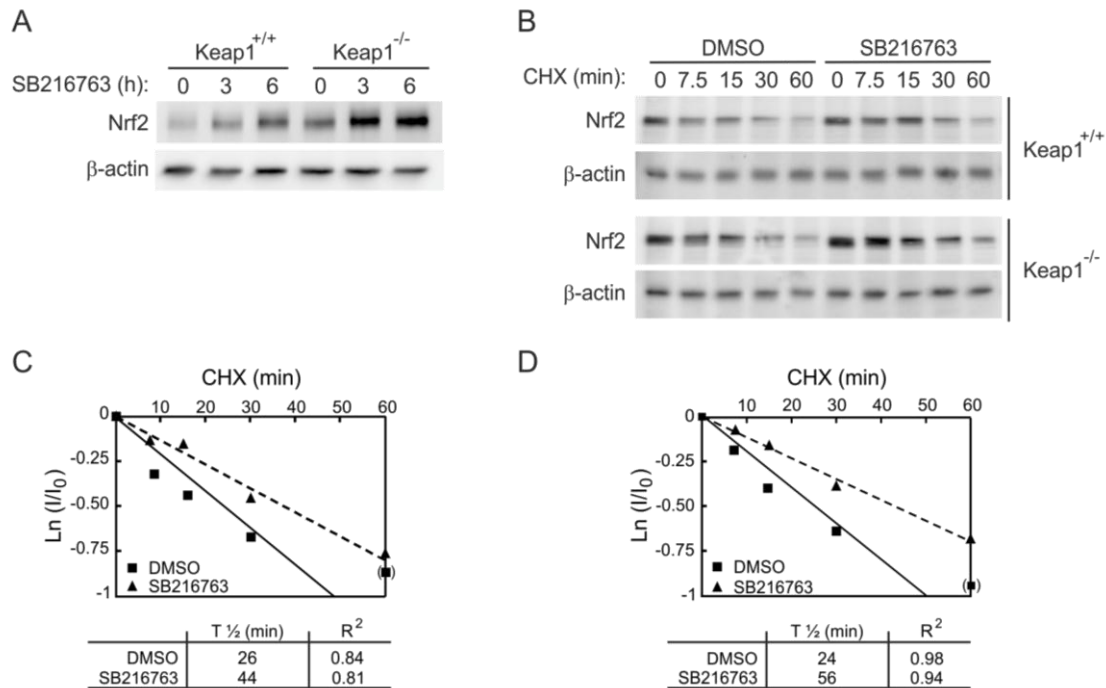 A
Keap1+/+ Keap1-/-
SB216763 (h): 0 3 6 0 3 6
Nrf2
β-actin
B
DMSO SB216763
CHX (min): 0 7.5 15 30 60 0 7.5 15 30 60
Nrf2
β-actin
Keap1+/+
Nrf2
β-actin
Keap1-/-
C
CHX (min)
0 10 20 30 40 50 60
-0.25
-0.50
-0.75
-1
Ln (I/I0)
DMSO
SB216763
T ½ (min) R2
DMSO 26 0.84
SB216763 44 0.81
D
CHX (min)
0 10 20 30 40 50 60
-0.25
-0.50
-0.75
-1
Ln (I/I0)
DMSO
SB216763
T ½ (min) R2
DMSO 24 0.98
SB216763 56 0.94